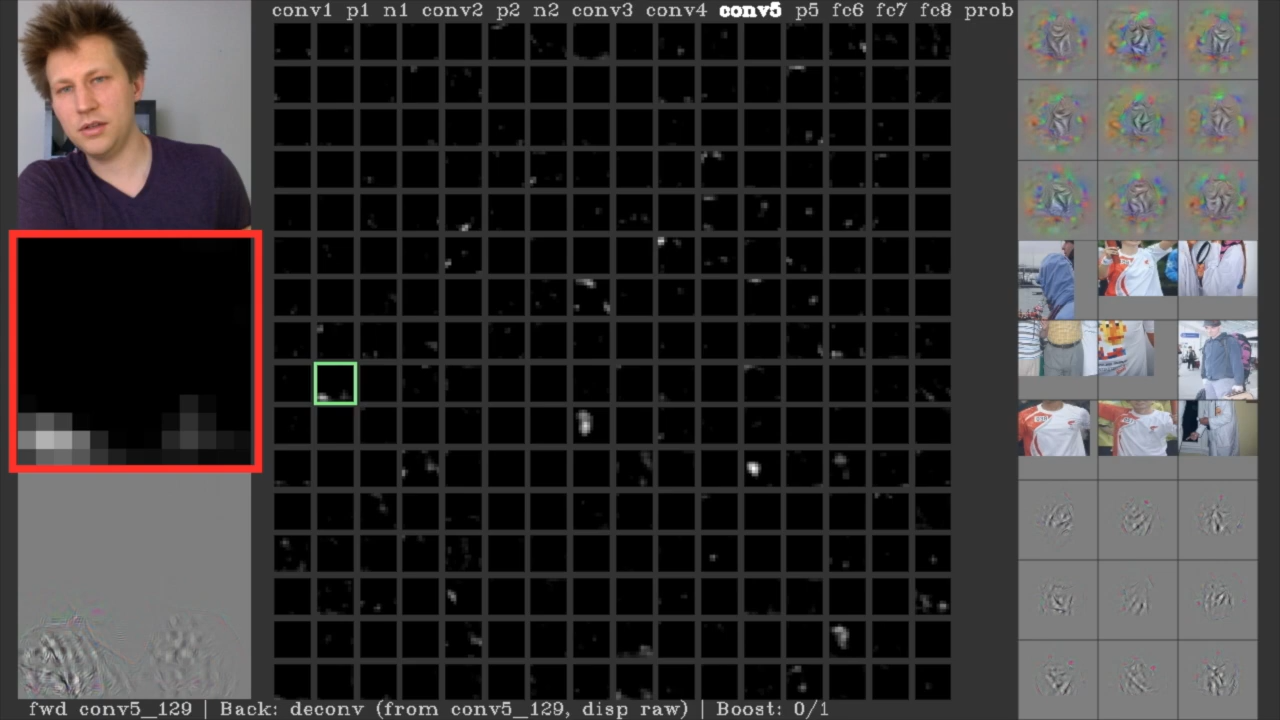 conv1 p1 n1 conv2 p2 n2 conv3 conv4 conv5 p5 fc6 fc7 fc8 prob
fwd conv5_129 | Back: deconv (from conv5_129, disp raw) | Boost: 0/1